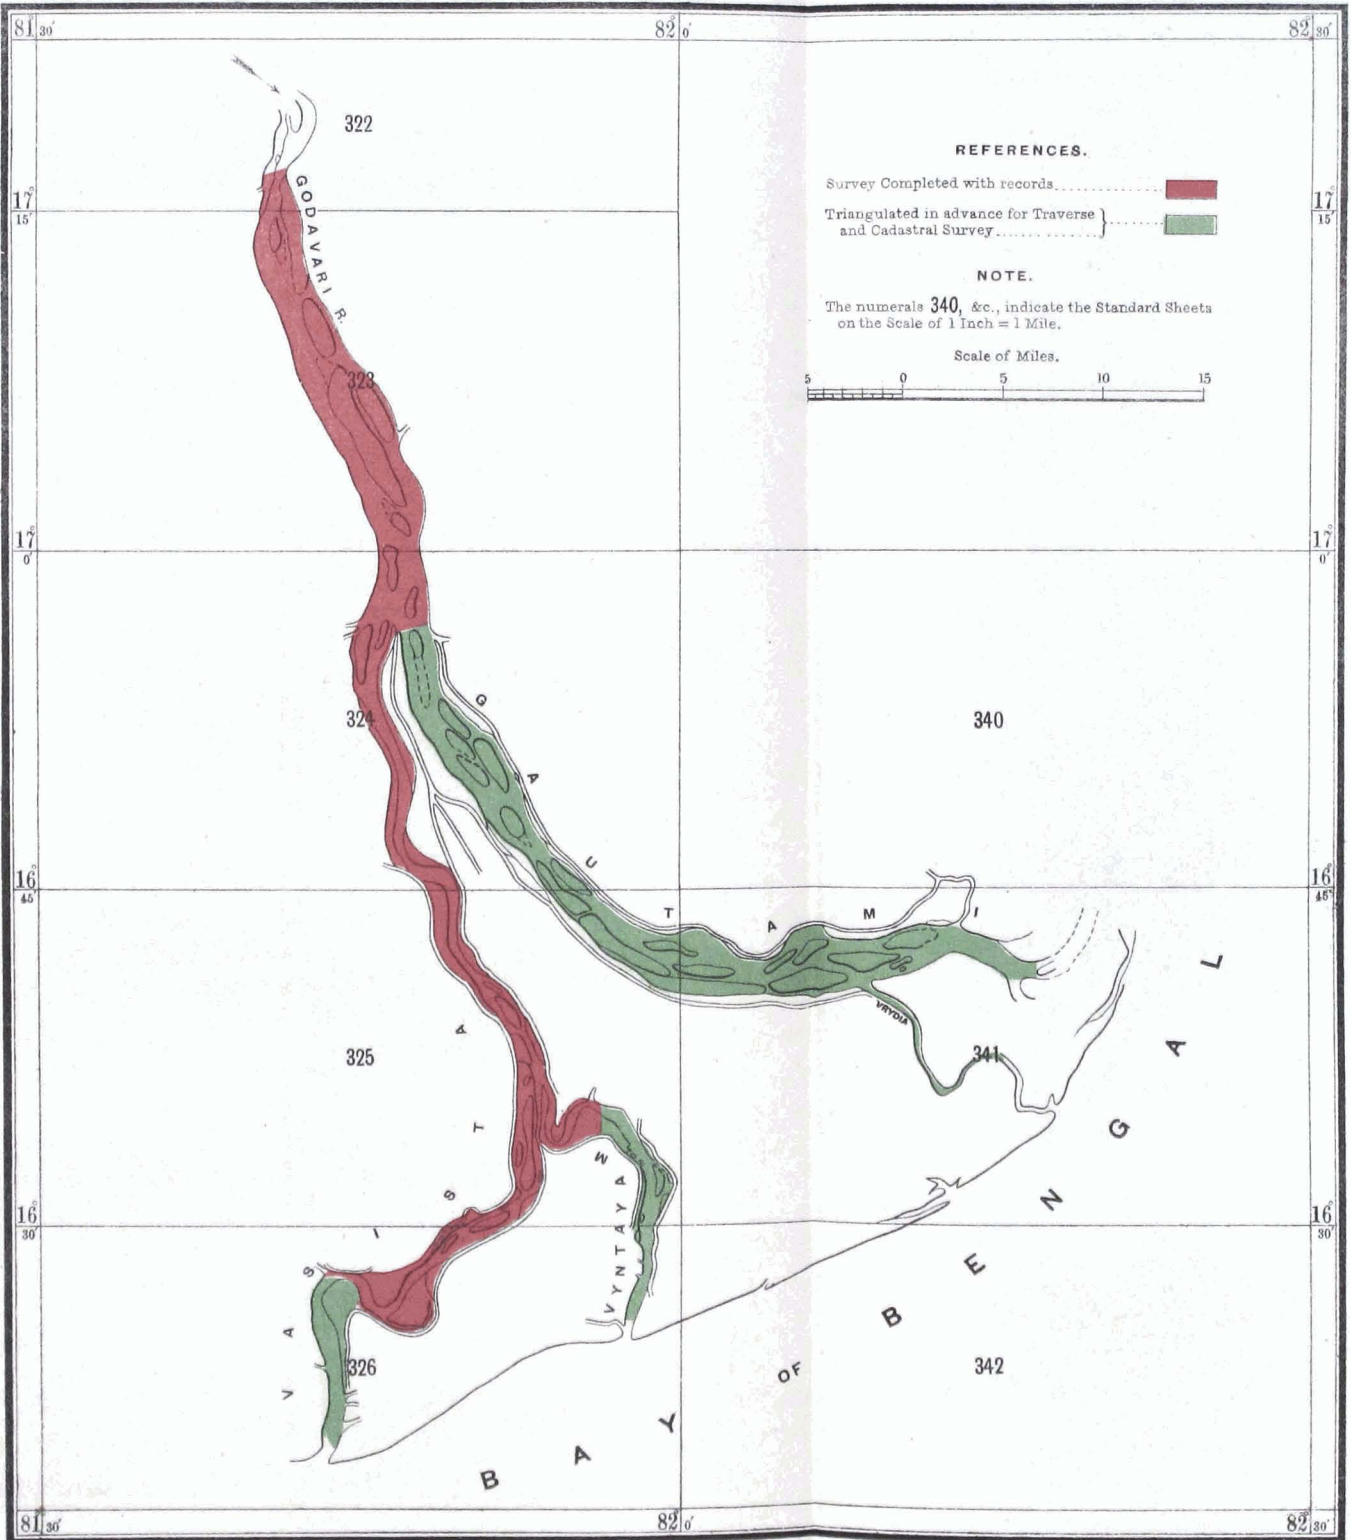 81° 30′
82° 0′
82° 30′
322
REFERENCES.
Survey Completed with records
Triangulated in advance for Traverse
and Cadastral Survey
17° 15′
17° 15′
GODAVARI R.
NOTE.
The numerals 340, &c., indicate the Standard Sheets
on the Scale of 1 Inch = 1 Mile.
Scale of Miles.
5 0 5 10 15
323
17° 0′
17° 0′
324
340
GAUTAMI
16° 45′
16° 45′
VRYDIA
325
341
VASISTA
VYNTAYAM
16° 30′
16° 30′
326
342
BAY OF BENGAL
81° 30′
82° 0′
82° 30′